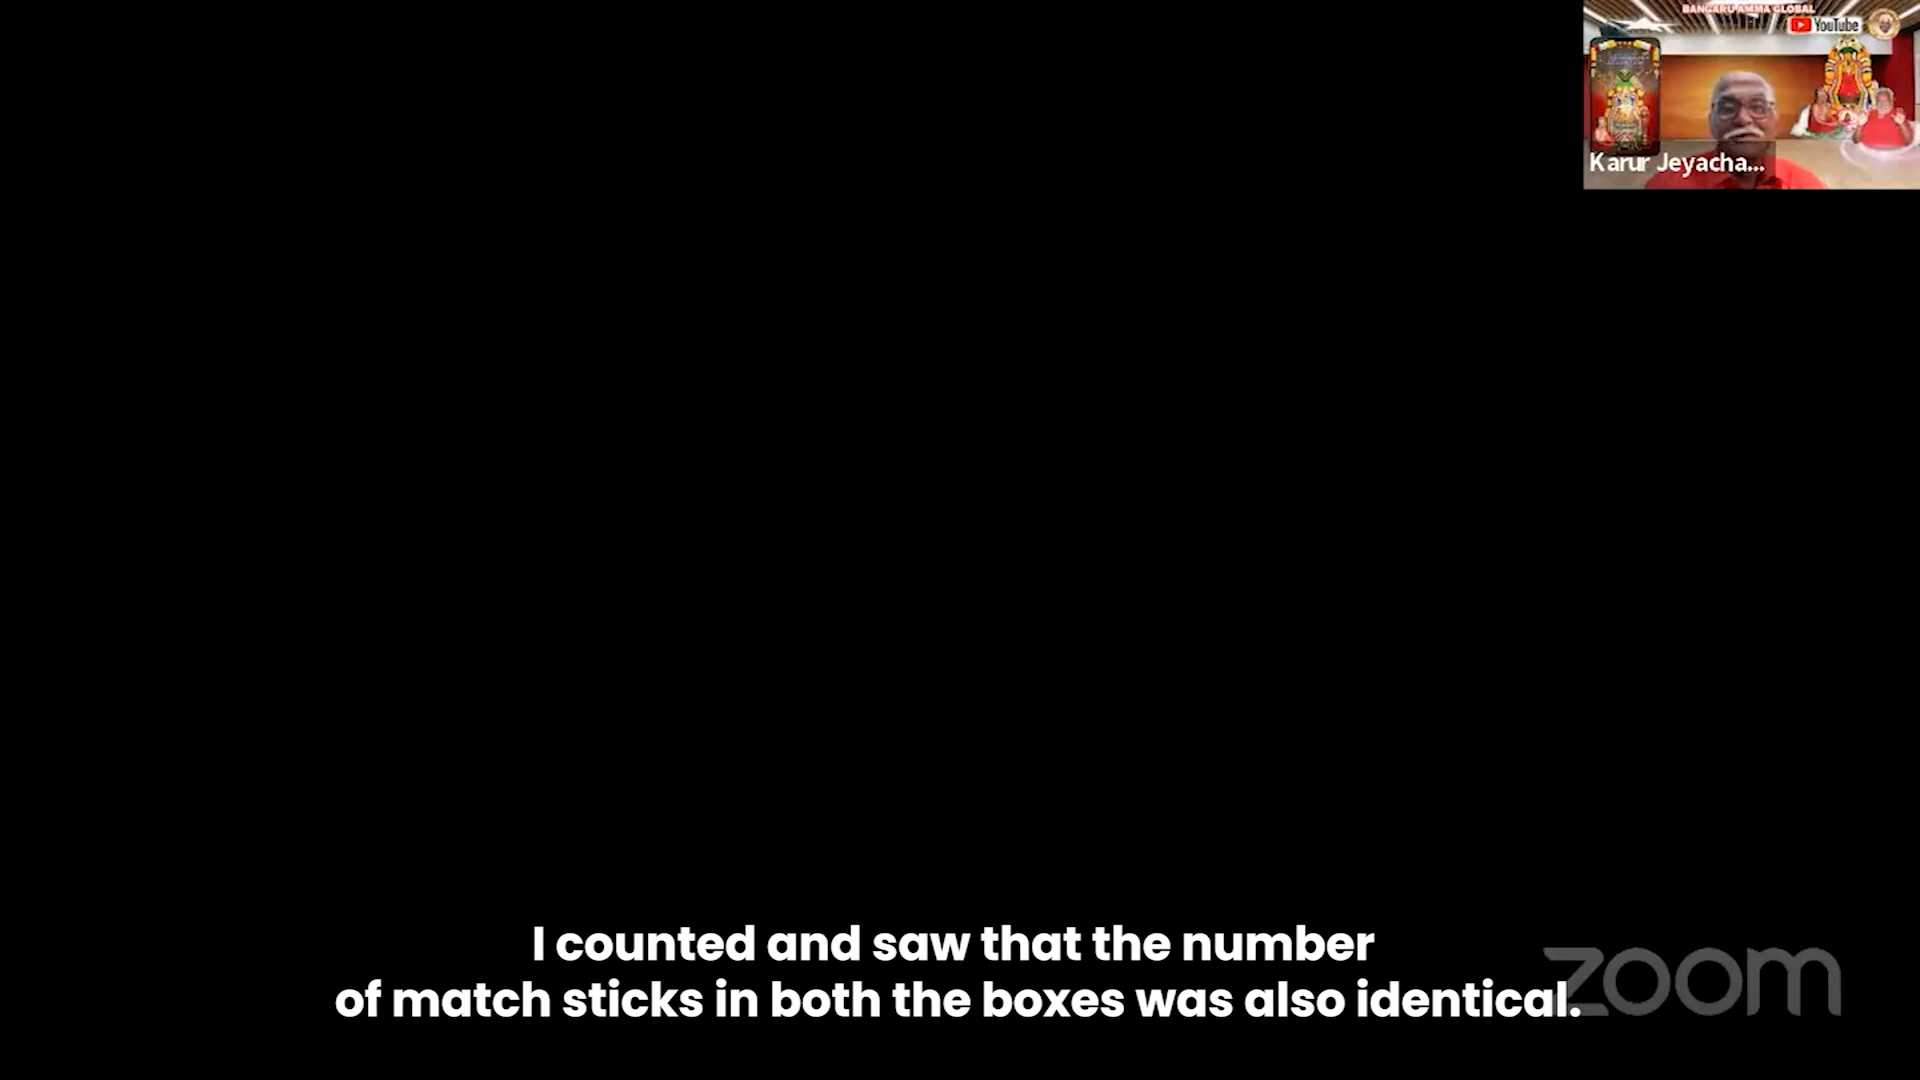 BANGARU AMMA GLOBAL
YouTube
Karur Jeyacha...
I counted and saw that the number
of match sticks in both the boxes was also identical.
zoom